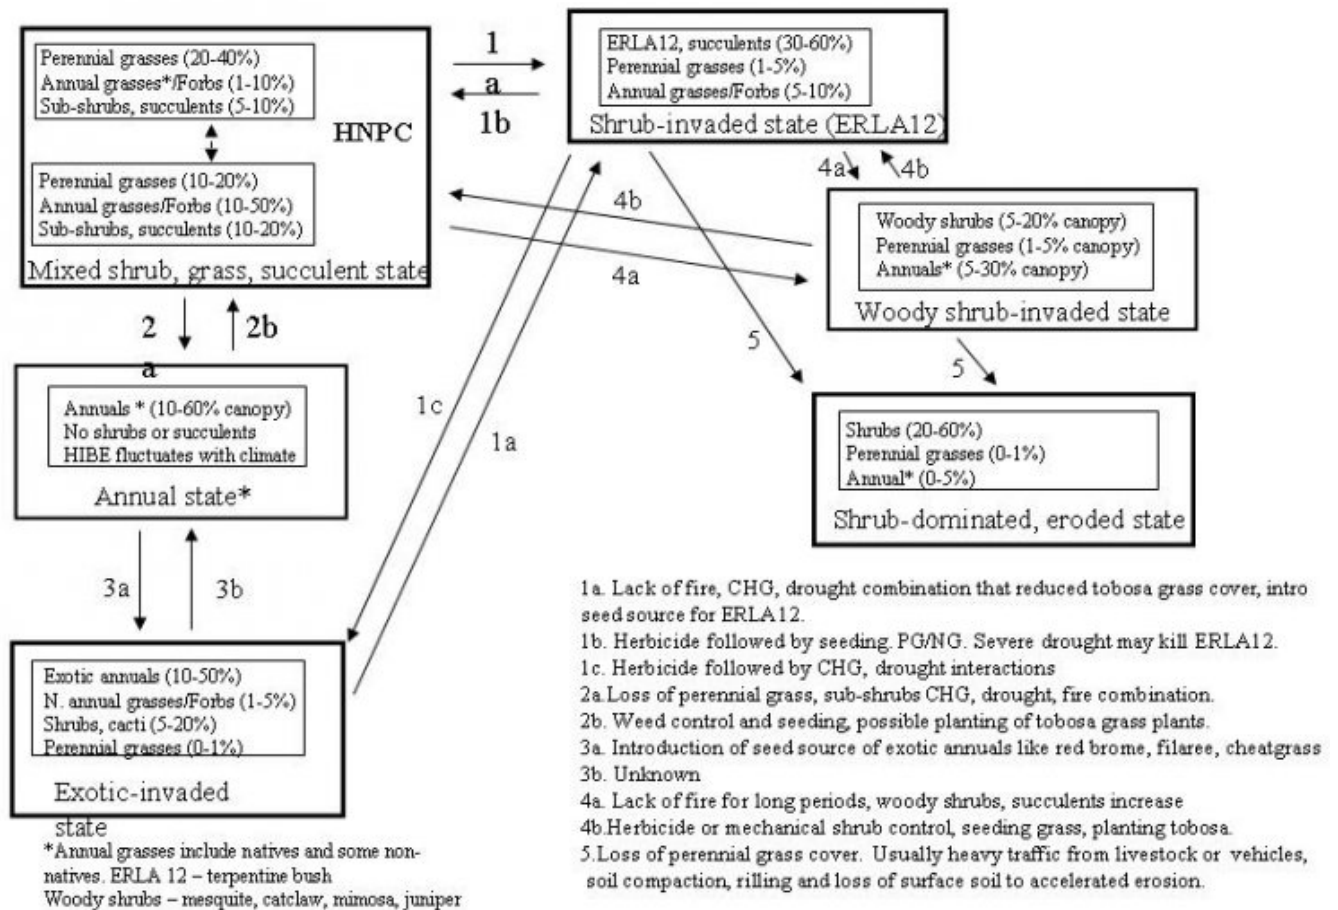 Perennial grasses (20-40%)
Annual grasses*/Forbs (1-10%)
Sub-shrubs, succulents (5-10%)
HNPC
Perennial grasses (10-20%)
Annual grasses/Forbs (10-50%)
Sub-shrubs, succulents (10-20%)
Mixed shrub, grass, succulent state
1
a
1b
ERLA12, succulents (30-60%)
Perennial grasses (1-5%)
Annual grasses/Forbs (5-10%)
Shrub-invaded state (ERLA12)
4a
4b
4b
4a
Woody shrubs (5-20% canopy)
Perennial grasses (1-5% canopy)
Annuals* (5-30% canopy)
Woody shrub-invaded state
2
a
2b
5
5
1c
1a
Annuals * (10-60% canopy)
No shrubs or succulents
HIBE fluctuates with climate
Annual state*
Shrubs (20-60%)
Perennial grasses (0-1%)
Annual* (0-5%)
Shrub-dominated, eroded state
3a
3b
Exotic annuals (10-50%)
N. annual grasses/Forbs (1-5%)
Shrubs, cacti (5-20%)
Perennial grasses (0-1%)
Exotic-invaded
state
*Annual grasses include natives and some non-
natives. ERLA 12 – terpentine bush
Woody shrubs – mesquite, catclaw, mimosa, juniper
1a. Lack of fire, CHG, drought combination that reduced tobosa grass cover, intro
seed source for ERLA12.
1b. Herbicide followed by seeding. PG/NG. Severe drought may kill ERLA12.
1c. Herbicide followed by CHG, drought interactions
2a.Loss of perennial grass, sub-shrubs CHG, drought, fire combination.
2b. Weed control and seeding, possible planting of tobosa grass plants.
3a. Introduction of seed source of exotic annuals like red brome, filaree, cheatgrass
3b. Unknown
4a. Lack of fire for long periods, woody shrubs, succulents increase
4b.Herbicide or mechanical shrub control, seeding grass, planting tobosa.
5.Loss of perennial grass cover. Usually heavy traffic from livestock or vehicles,
soil compaction, rilling and loss of surface soil to accelerated erosion.